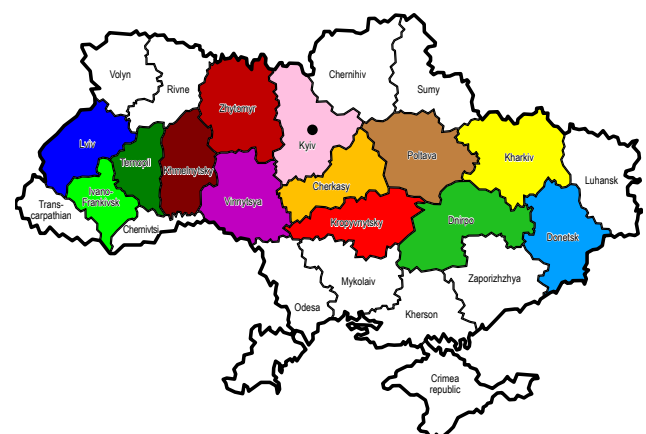 Volyn
Rivne
Zhytomyr
Chernihiv
Sumy
Kyiv
Lviv
Ternopil
Khmelnytsky
Poltava
Kharkiv
Luhansk
Cherkasy
Ivano-
Frankivsk
Vinnytsya
Trans-
carpathian
Chernivtsi
Kropyvnytsky
Dnipro
Donetsk
Mykolaiv
Zaporizhzhya
Odesa
Kherson
Crimea
republic